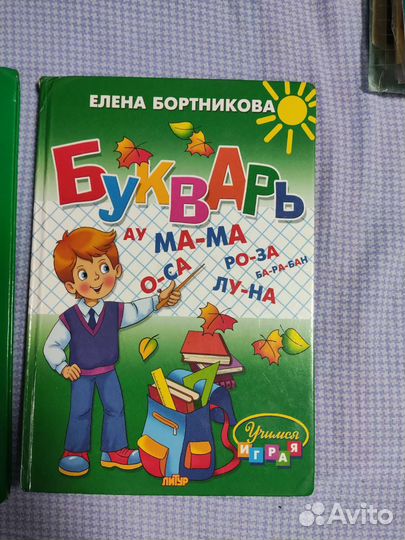 ЕЛЕНА БОРТНИКОВА
БУКВАРЬ
АУ МА-МА
О-СА РО-ЗА
БА-РА-БАН
ЛУ-НА
Учимся
ИГРАЯ
ЛИТУР
Avito